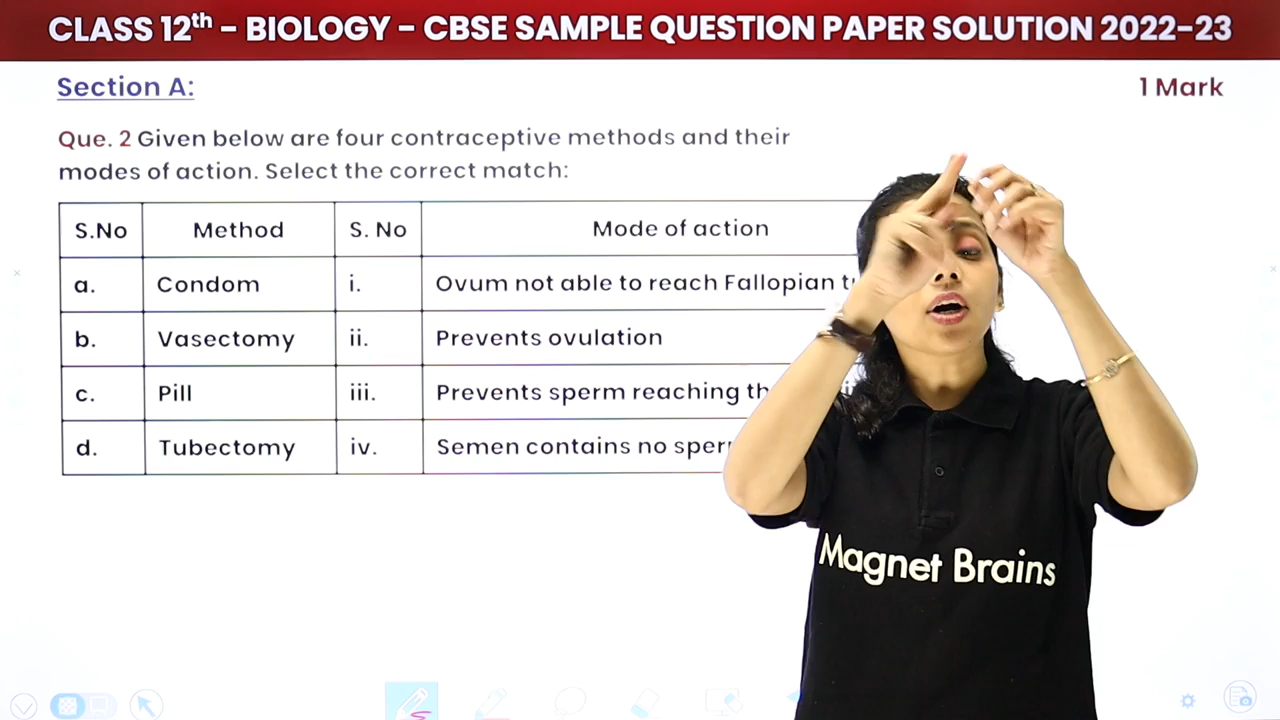 CLASS 12th – BIOLOGY – CBSE SAMPLE QUESTION PAPER SOLUTION 2022-23
Section A:
1 Mark
Que. 2 Given below are four contraceptive methods and their
modes of action. Select the correct match:
S.No Method S. No Mode of action
a. Condom i. Ovum not able to reach Fallopian
b. Vasectomy ii. Prevents ovulation
c. Pill iii. Prevents sperm reaching
d. Tubectomy iv. Semen contains no
Magnet Brains